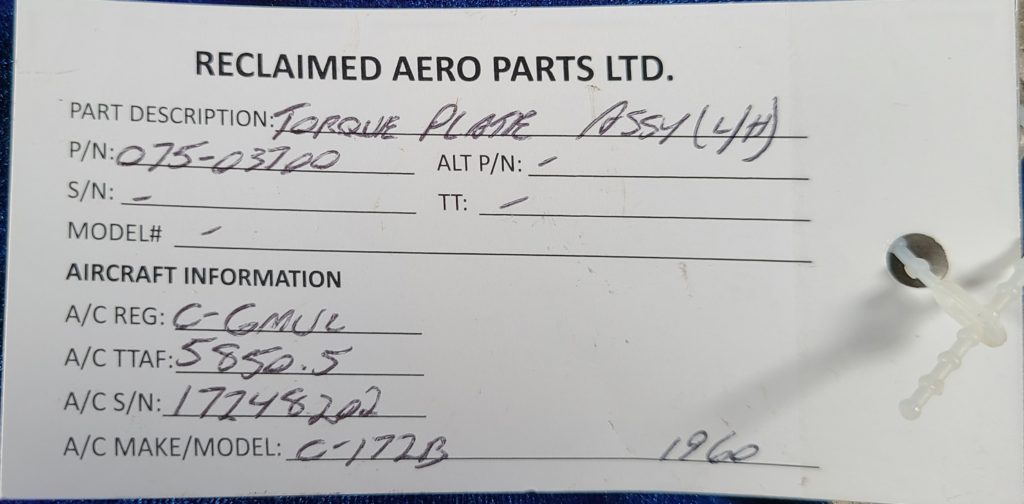 RECLAIMED AERO PARTS LTD.
PART DESCRIPTION: TORQUE PLATE ASSY (L/H)
P/N: 075-03700 ALT P/N: -
S/N: - TT: -
MODEL# -
AIRCRAFT INFORMATION
A/C REG: C-GMUL
A/C TTAF: 5850.5
A/C S/N: 17248202
A/C MAKE/MODEL: C-172B 1960